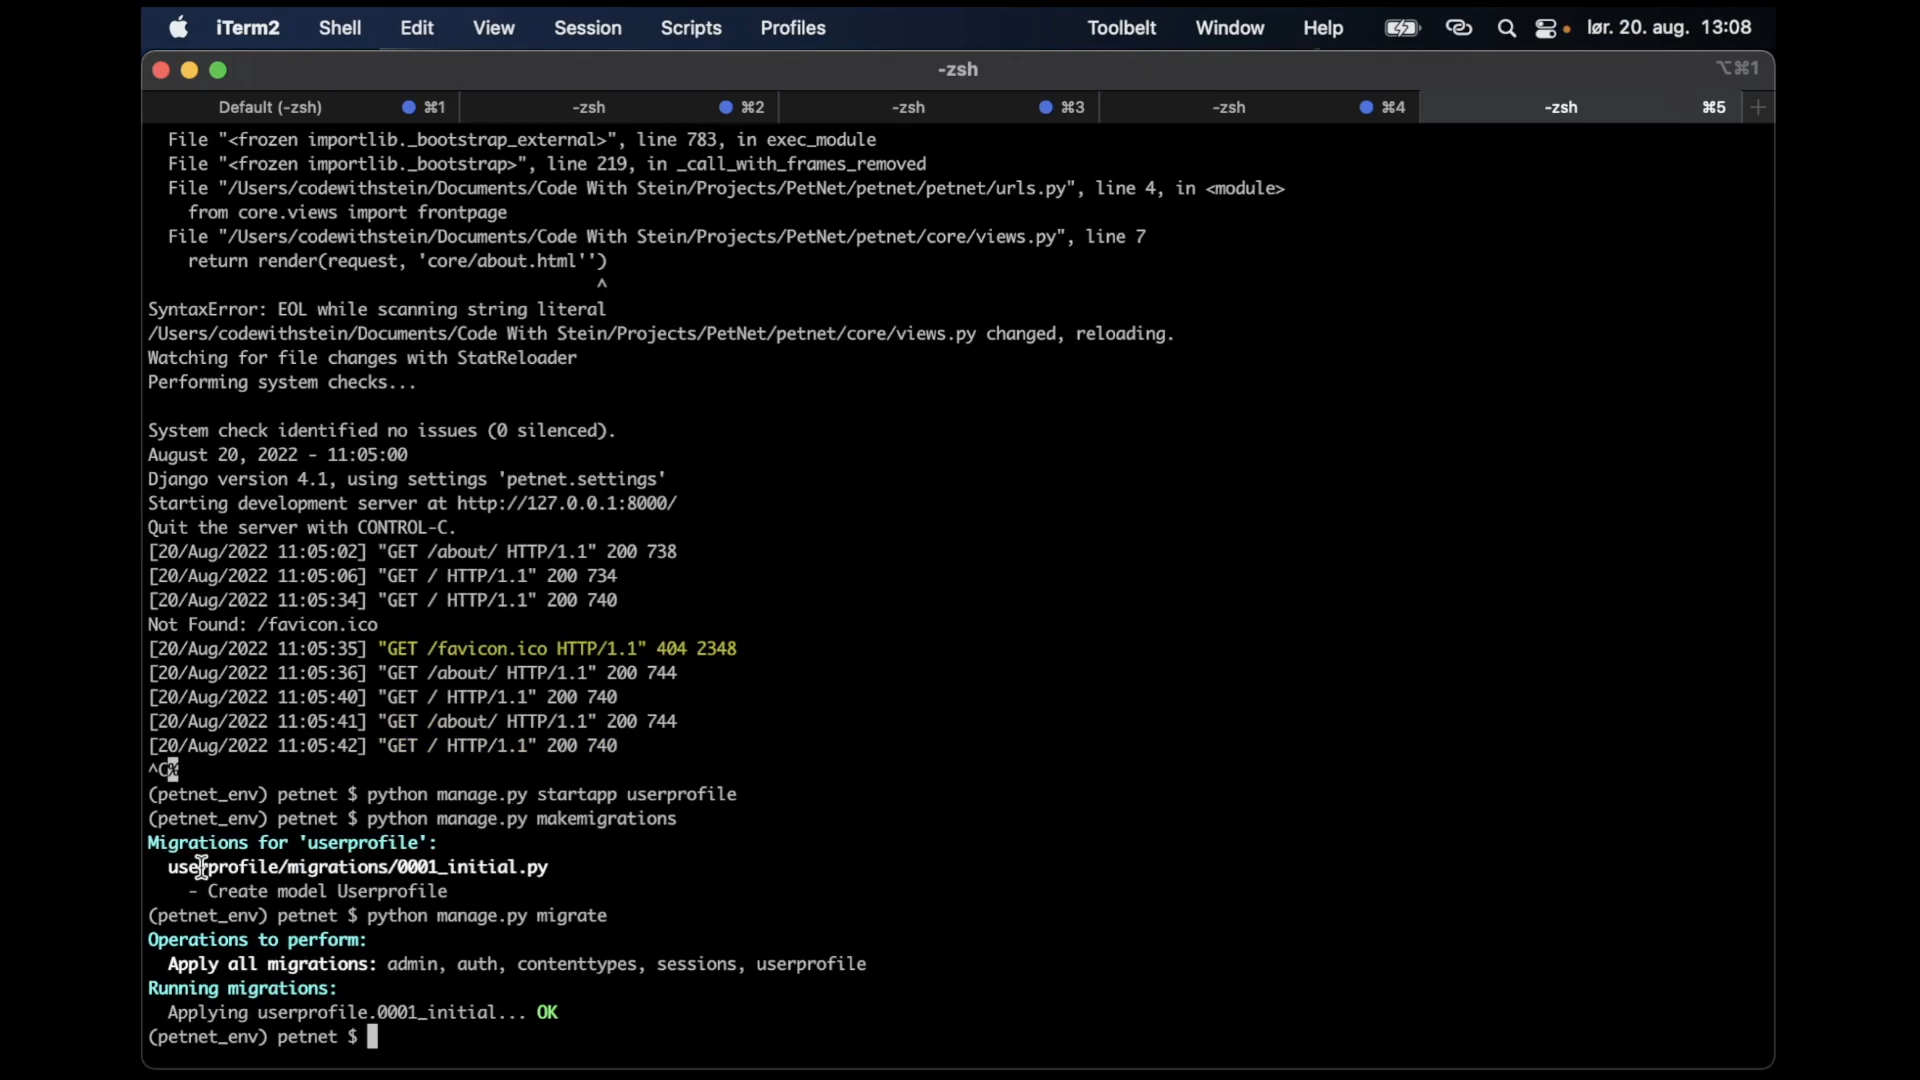 iTerm2 Shell Edit View Session Scripts Profiles Toolbelt Window Help lør. 20. aug. 13:08
-zsh ⌥⌘1
Default (-zsh) ⌘1 -zsh ⌘2 -zsh ⌘3 -zsh ⌘4 -zsh ⌘5 +
File "<frozen importlib._bootstrap_external>", line 783, in exec_module
File "<frozen importlib._bootstrap>", line 219, in _call_with_frames_removed
File "/Users/codewithstein/Documents/Code With Stein/Projects/PetNet/petnet/petnet/urls.py", line 4, in <module>
from core.views import frontpage
File "/Users/codewithstein/Documents/Code With Stein/Projects/PetNet/petnet/core/views.py", line 7
return render(request, 'core/about.html'')
^
SyntaxError: EOL while scanning string literal
/Users/codewithstein/Documents/Code With Stein/Projects/PetNet/petnet/core/views.py changed, reloading.
Watching for file changes with StatReloader
Performing system checks...
System check identified no issues (0 silenced).
August 20, 2022 - 11:05:00
Django version 4.1, using settings 'petnet.settings'
Starting development server at http://127.0.0.1:8000/
Quit the server with CONTROL-C.
[20/Aug/2022 11:05:02] "GET /about/ HTTP/1.1" 200 738
[20/Aug/2022 11:05:06] "GET / HTTP/1.1" 200 734
[20/Aug/2022 11:05:34] "GET / HTTP/1.1" 200 740
Not Found: /favicon.ico
[20/Aug/2022 11:05:35] "GET /favicon.ico HTTP/1.1" 404 2348
[20/Aug/2022 11:05:36] "GET /about/ HTTP/1.1" 200 744
[20/Aug/2022 11:05:40] "GET / HTTP/1.1" 200 740
[20/Aug/2022 11:05:41] "GET /about/ HTTP/1.1" 200 744
[20/Aug/2022 11:05:42] "GET / HTTP/1.1" 200 740
^C%
(petnet_env) petnet $ python manage.py startapp userprofile
(petnet_env) petnet $ python manage.py makemigrations
Migrations for 'userprofile':
userprofile/migrations/0001_initial.py
- Create model Userprofile
(petnet_env) petnet $ python manage.py migrate
Operations to perform:
Apply all migrations: admin, auth, contenttypes, sessions, userprofile
Running migrations:
Applying userprofile.0001_initial... OK
(petnet_env) petnet $